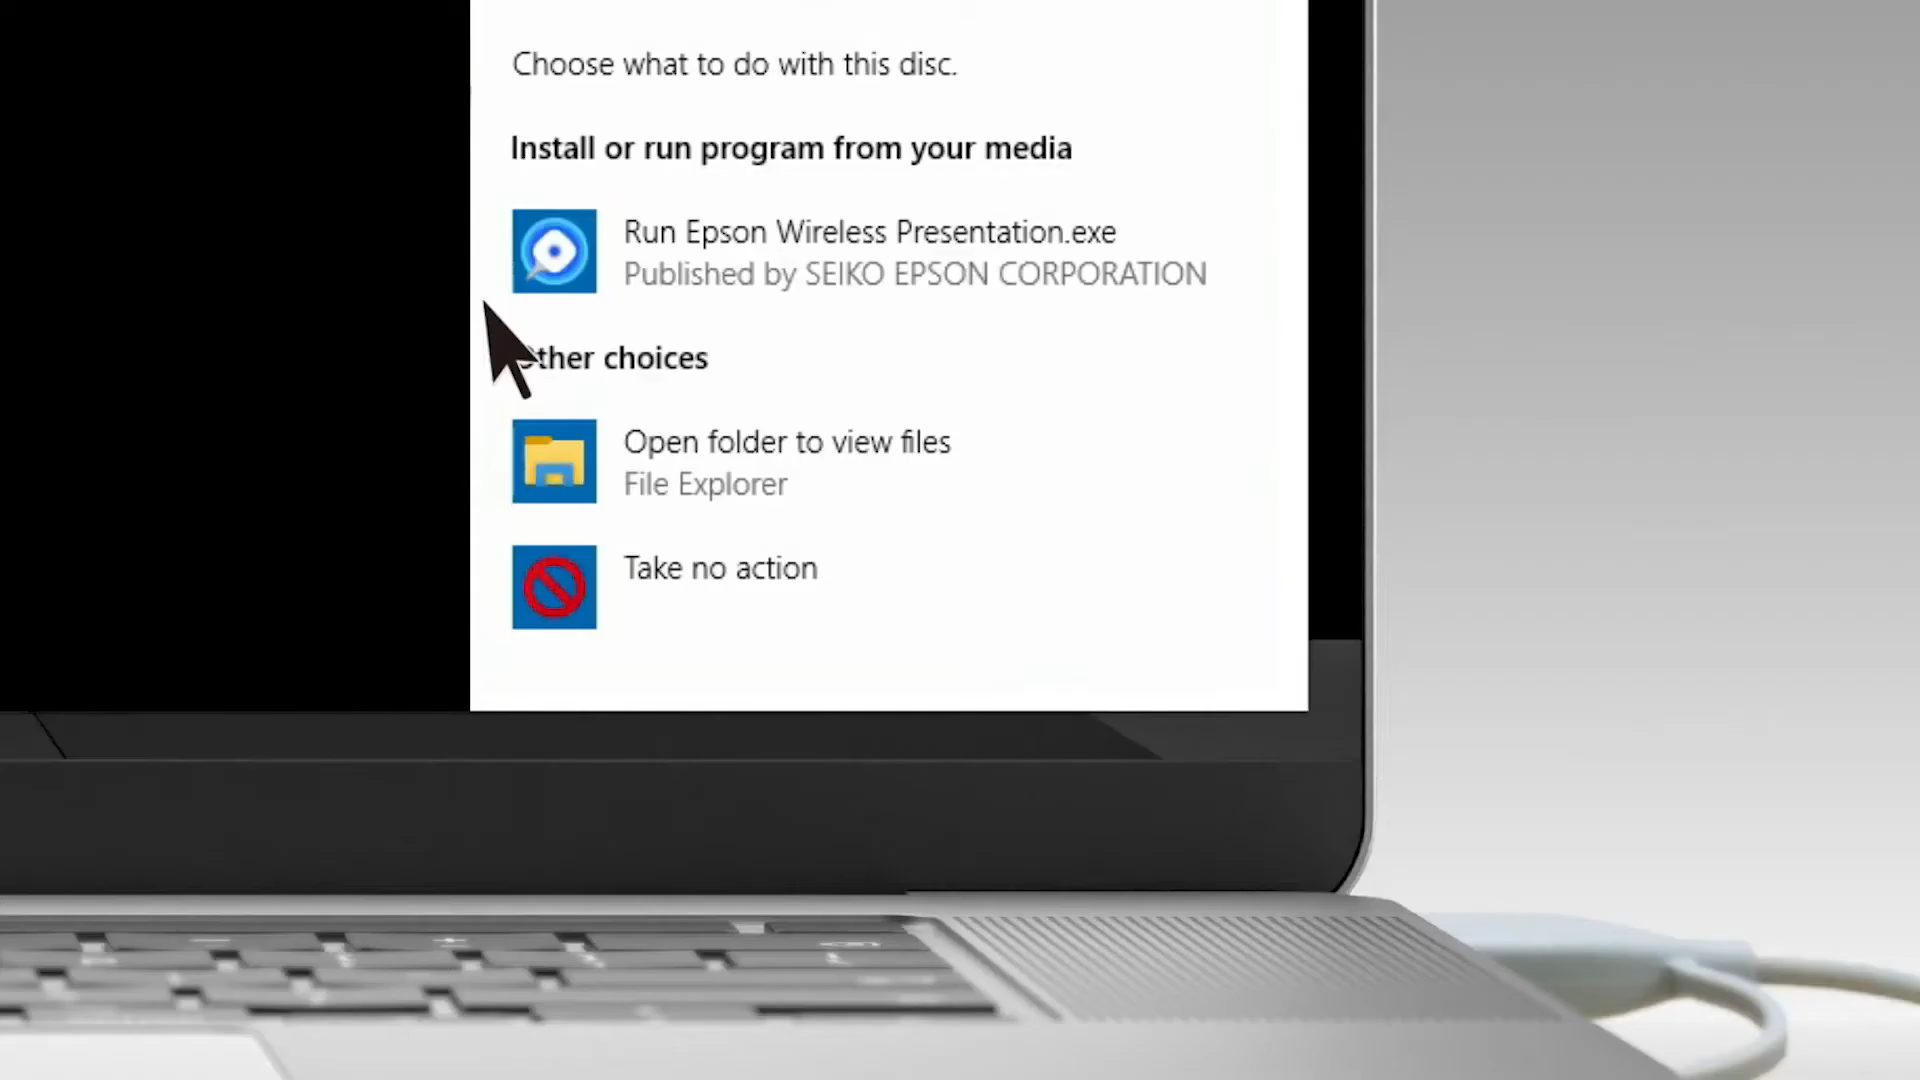 Choose what to do with this disc.
Install or run program from your media
Run Epson Wireless Presentation.exe
Published by SEIKO EPSON CORPORATION
Other choices
Open folder to view files
File Explorer
Take no action